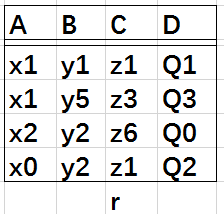 A B C D
x1 y1 z1 Q1
x1 y5 z3 Q3
x2 y2 z6 Q0
x0 y2 z1 Q2
r